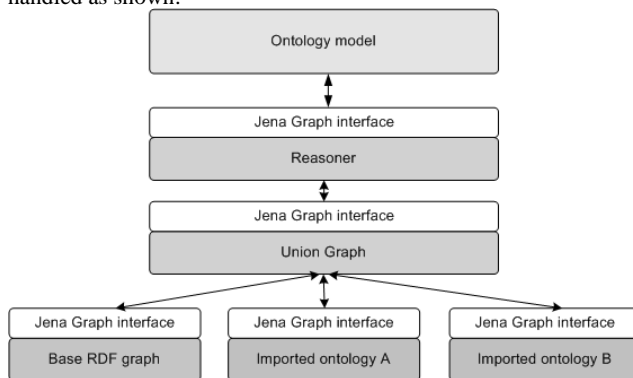 handled as shown.
Ontology model
Jena Graph interface
Reasoner
Jena Graph interface
Union Graph
Jena Graph interface
Jena Graph interface
Jena Graph interface
Base RDF graph
Imported ontology A
Imported ontology B